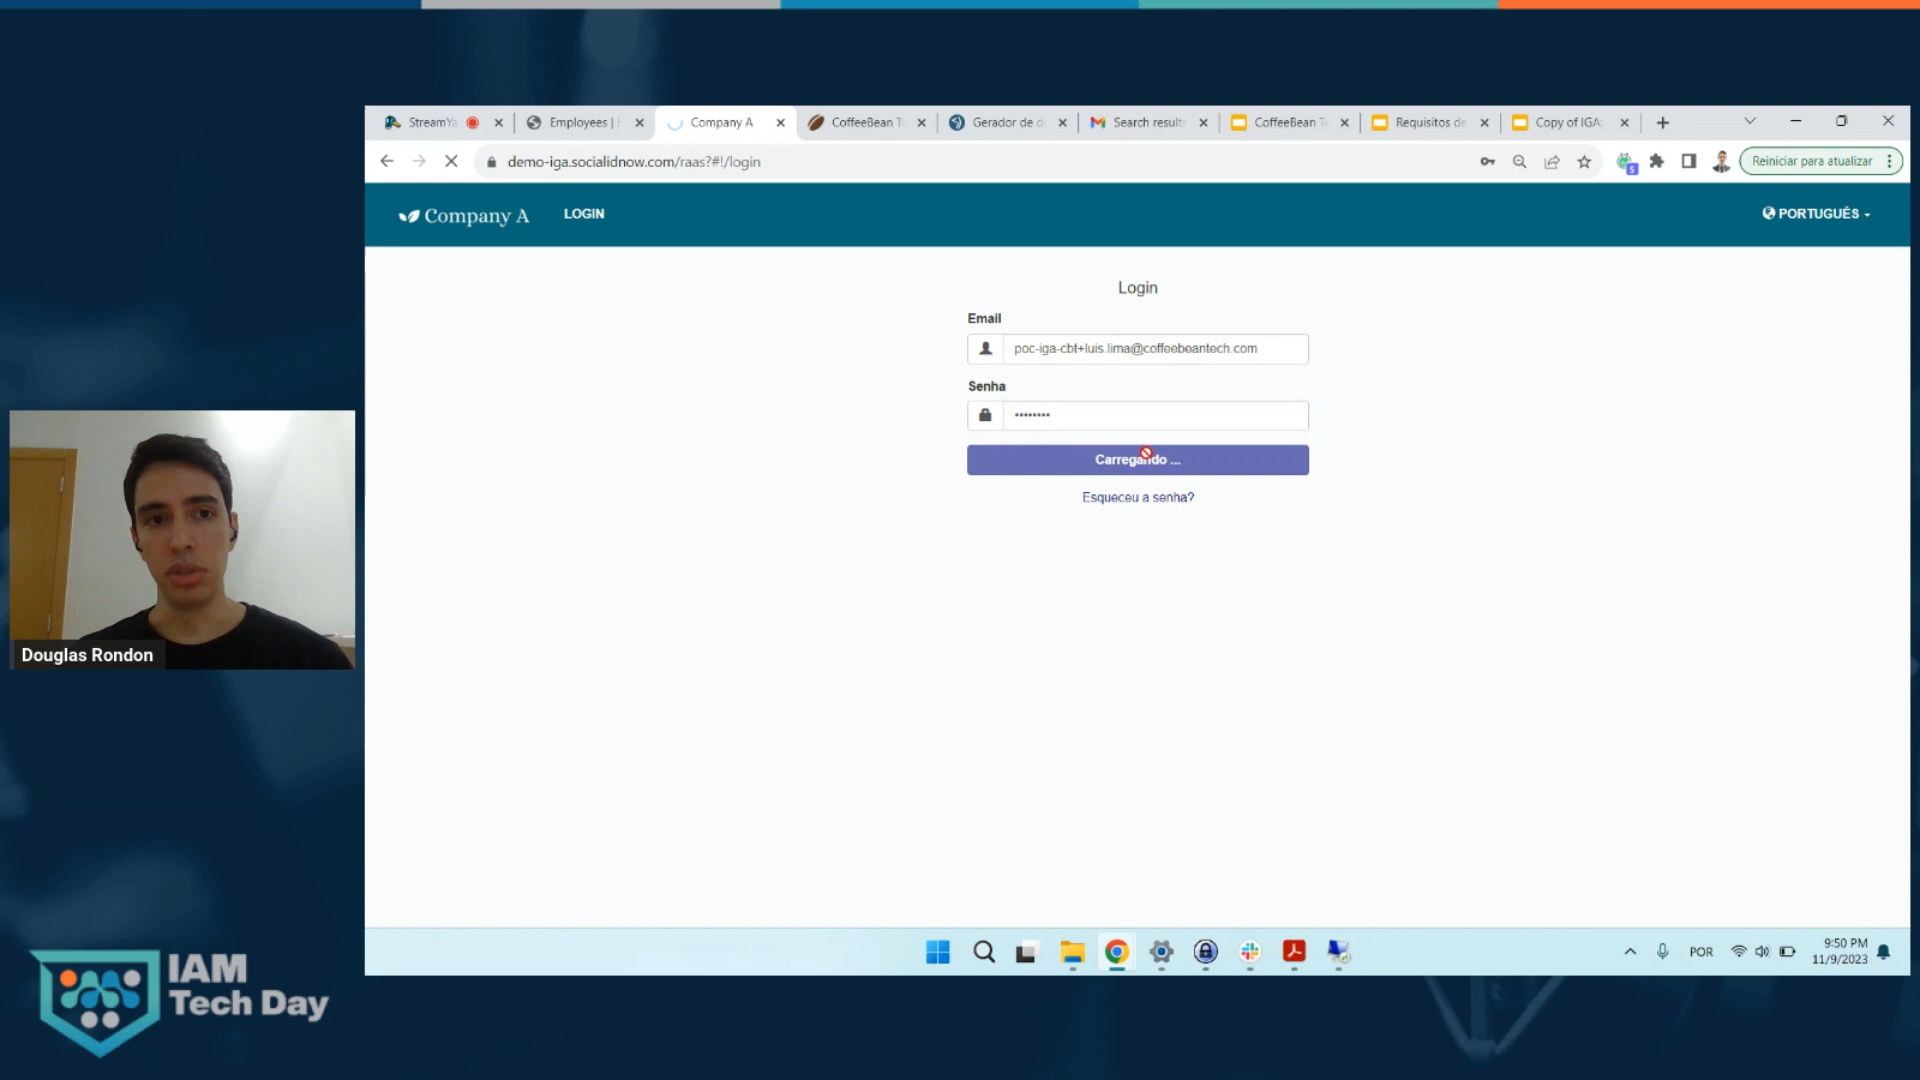 StreamYa
Employees | H
Company A
CoffeeBean T
Gerador de d
Search results
CoffeeBean T
Requisitos de
Copy of IGA:
demo-iga.socialidnow.com/raas?#!/login
5
Reiniciar para atualizar
Company A
LOGIN
PORTUGUÊS
Login
Email
poc-iga-cbt+luis.lima@coffeebeantech.com
Senha
••••••••
Carregando ...
Esqueceu a senha?
Douglas Rondon
IAM
Tech Day
POR
9:50 PM
11/9/2023